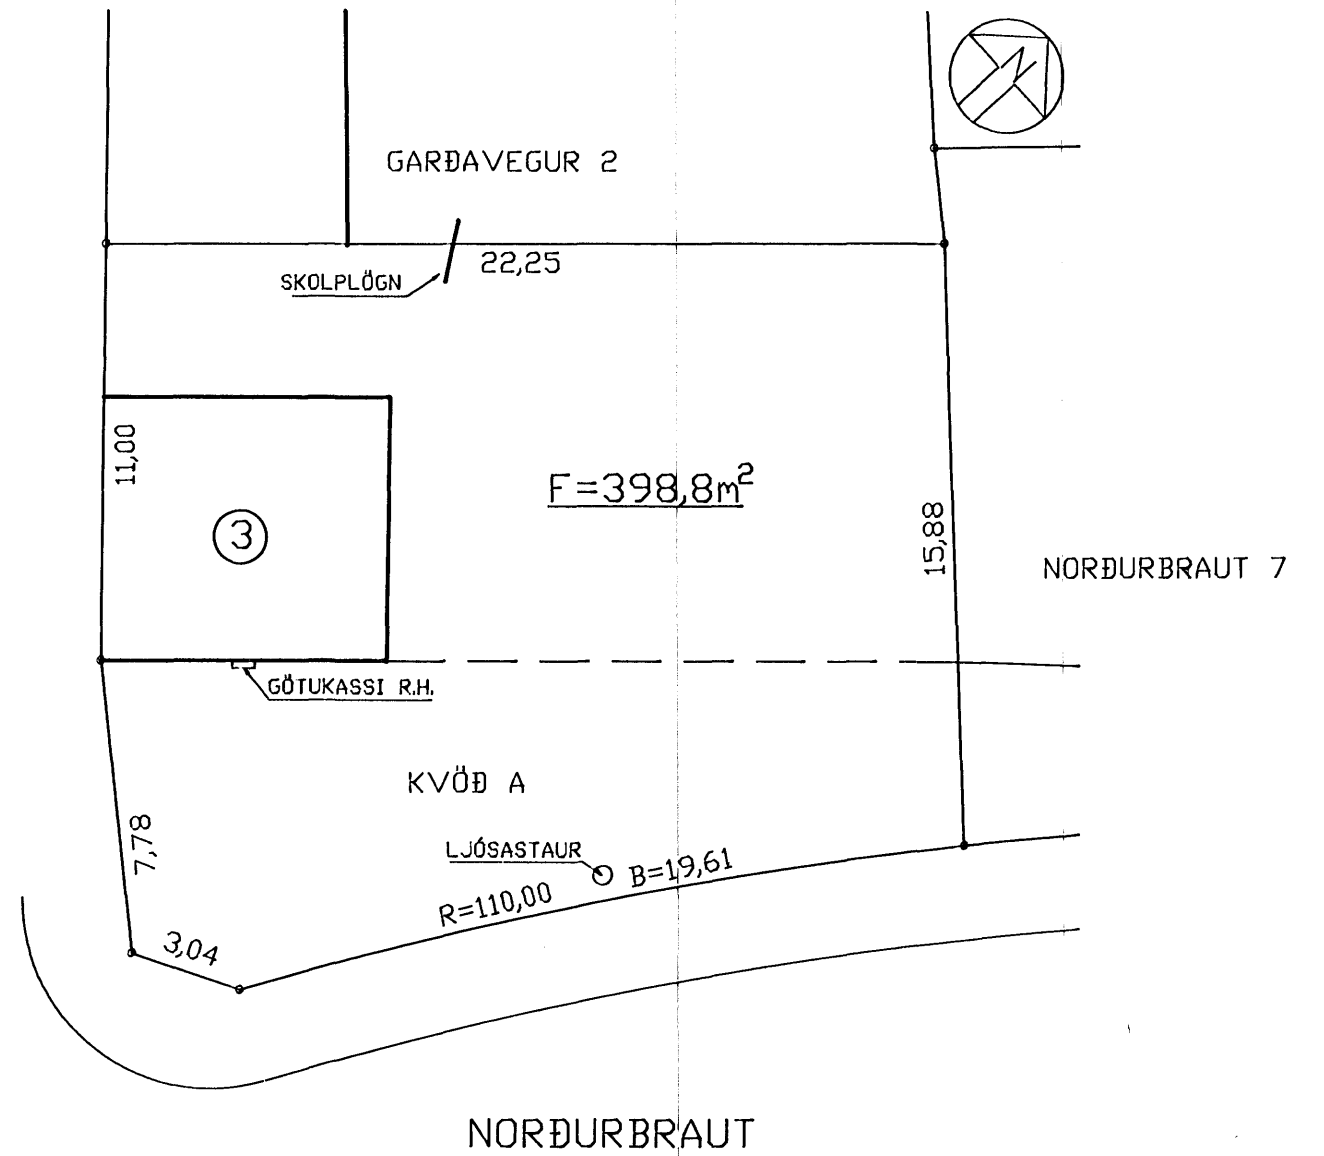 N
GARÐAVEGUR 2
22,25
SKOLPLÖGN
11,00
F=398,8m²
3
15,88
NORÐURBRAUT 7
GÖTUKASSI R.H.
KVÖÐ A
7,78
LJÓSASTAUR
B=19,61
R=110,00
3,04
NORÐURBRAUT